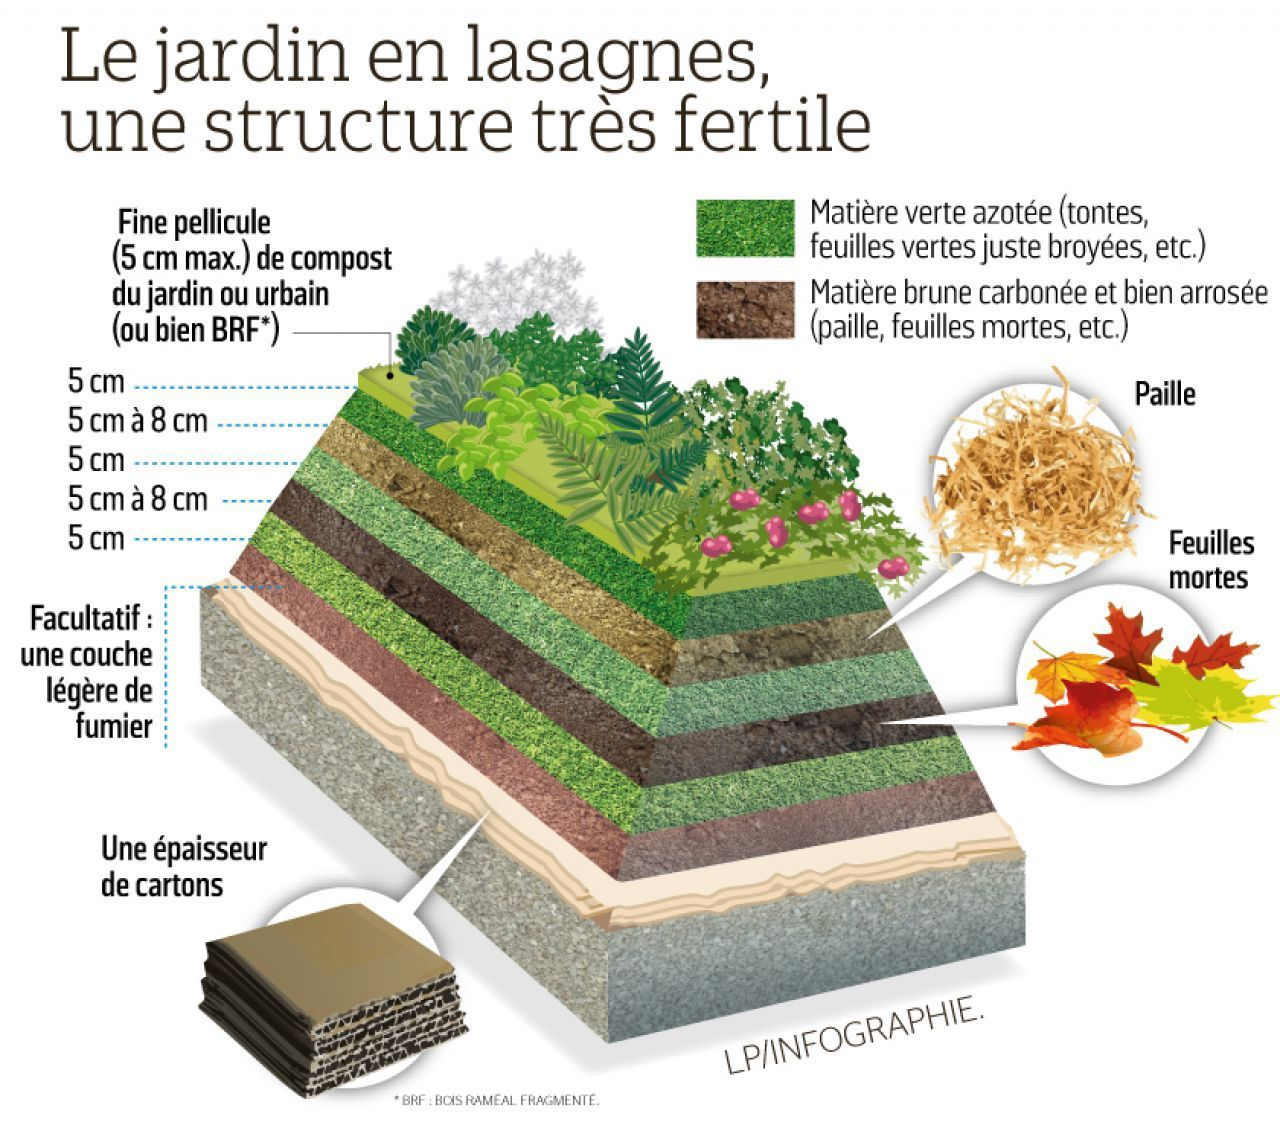 Le jardin en lasagnes,
une structure très fertile
Fine pellicule
(5 cm max.) de compost
du jardin ou urbain
(ou bien BRF*)
Matière verte azotée (tontes,
feuilles vertes juste broyées, etc.)
Matière brune carbonée et bien arrosée
(paille, feuilles mortes, etc.)
5 cm
5 cm à 8 cm
5 cm
5 cm à 8 cm
5 cm
Paille
Feuilles
mortes
Facultatif :
une couche
légère de
fumier
Une épaisseur
de cartons
LP/INFOGRAPHIE.
* BRF : BOIS RAMÉAL FRAGMENTÉ.